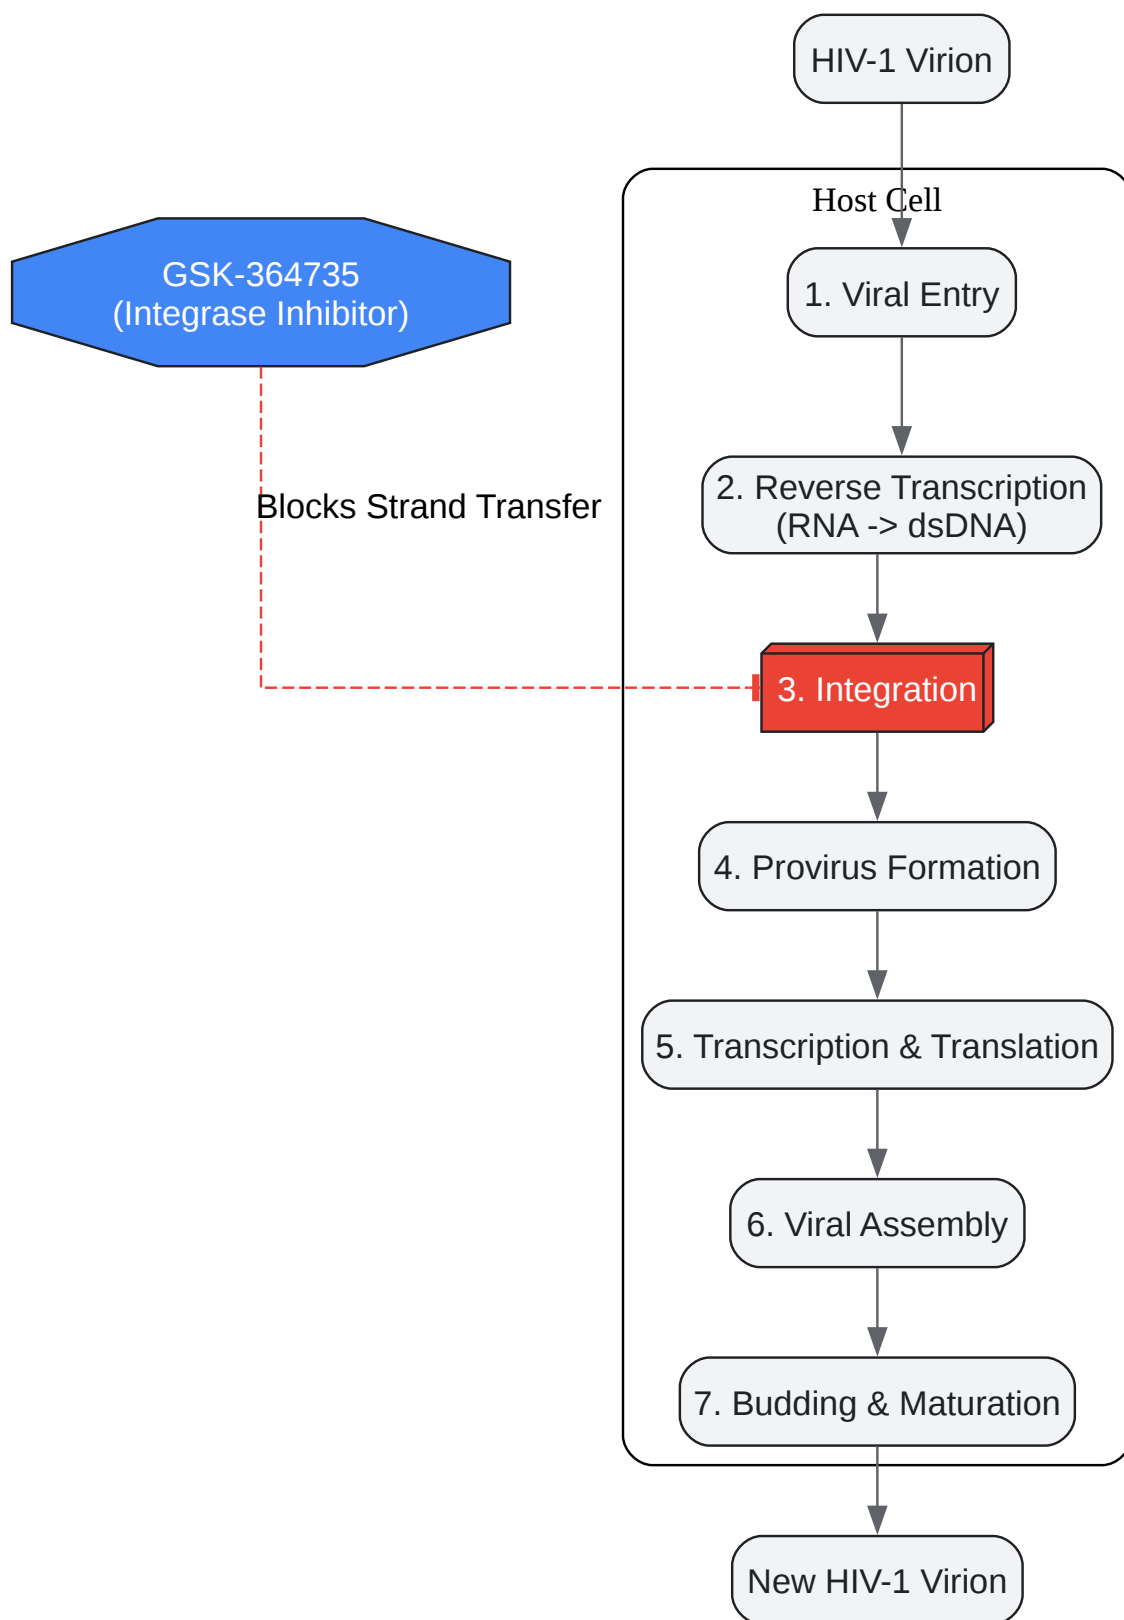 HIV-1 Virion
Host Cell
GSK-364735
(Integrase Inhibitor)
1. Viral Entry
2. Reverse Transcription
(RNA -> dsDNA)
Blocks Strand Transfer
3. Integration
4. Provirus Formation
5. Transcription & Translation
6. Viral Assembly
7. Budding & Maturation
New HIV-1 Virion